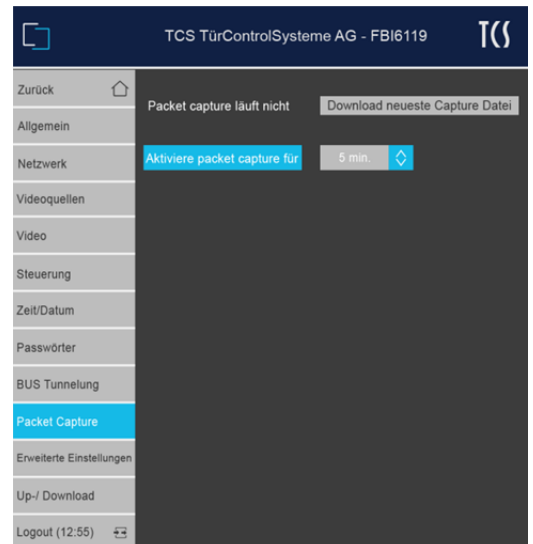 TCS TürControlSysteme AG - FBI6119
TCS
Zurück
Allgemein
Netzwerk
Videoquellen
Video
Steuerung
Zeit/Datum
Passwörter
BUS Tunnelung
Packet Capture
Erweiterte Einstellungen
Up-/ Download
Logout (12:55)
Packet capture läuft nicht
Download neueste Capture Datei
Aktiviere packet capture für
5 min.